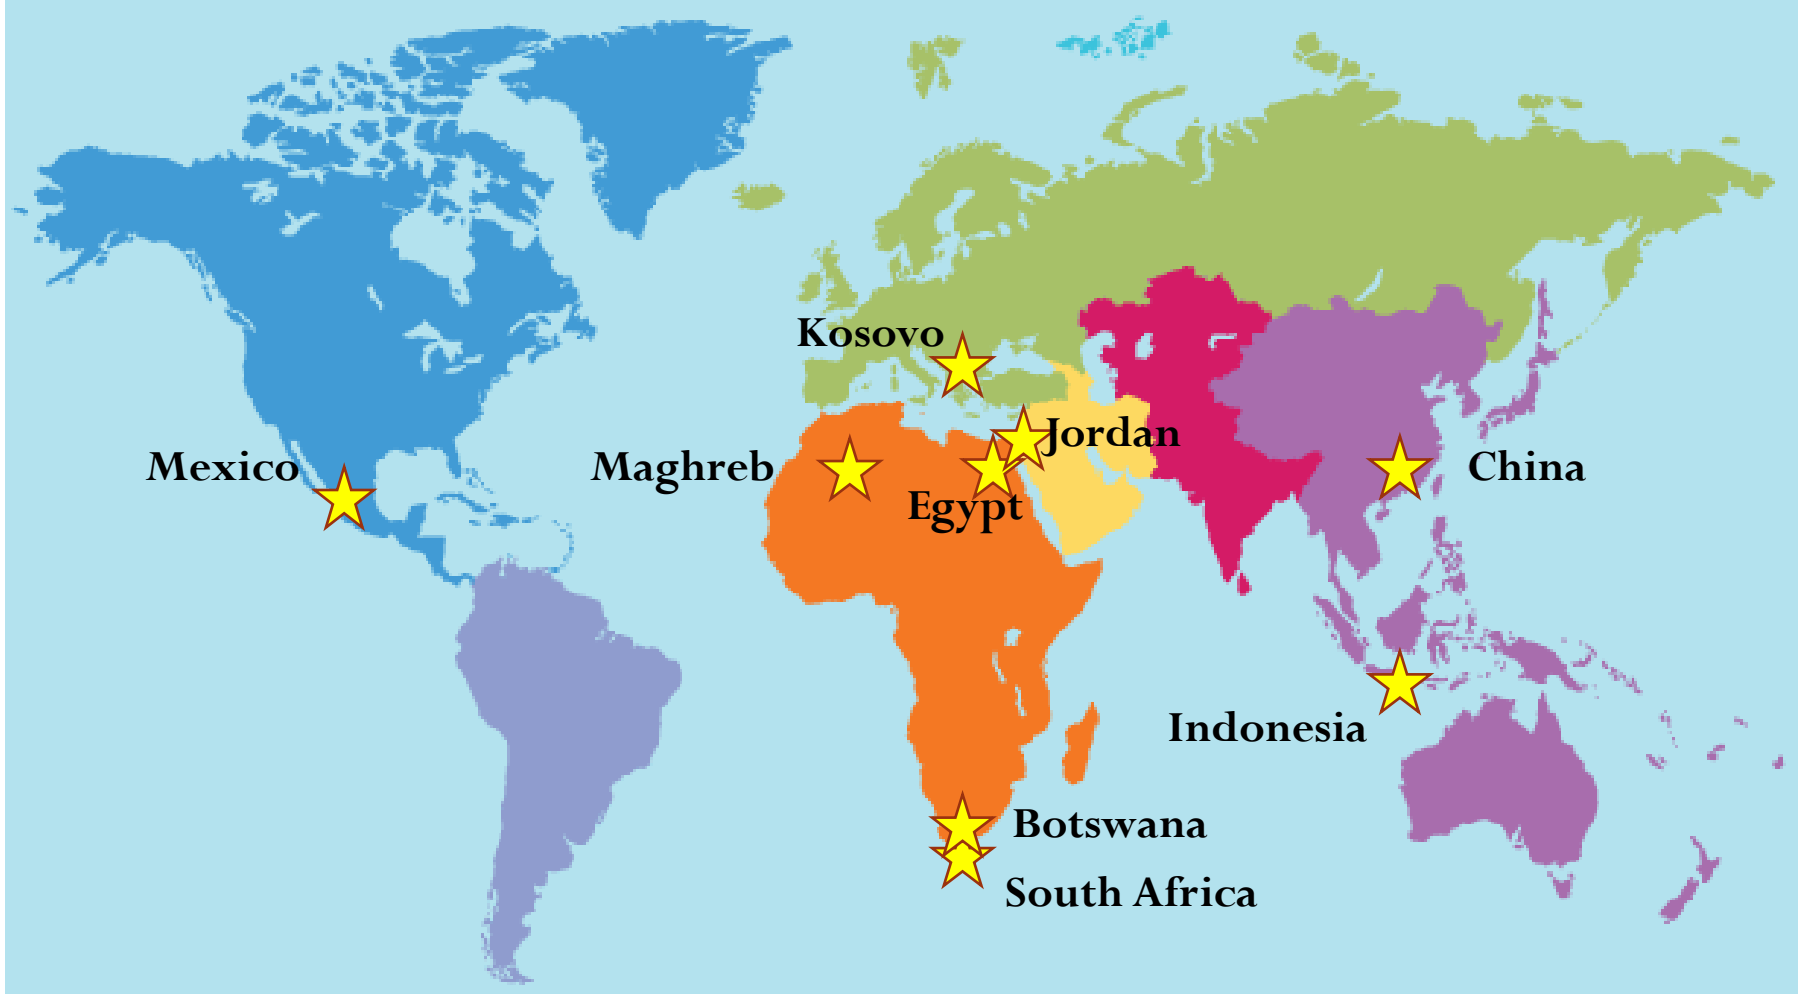 Kosovo
Jordan
Mexico
Maghreb
China
Egypt
Indonesia
Botswana
South Africa